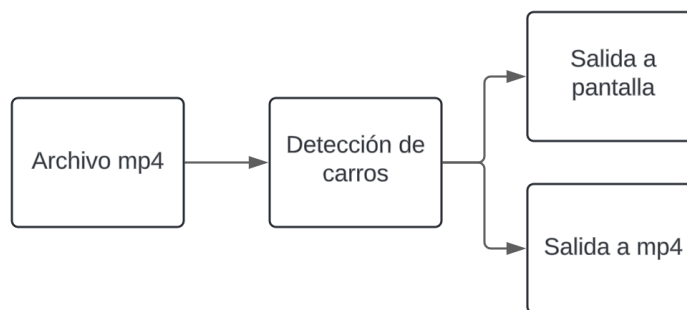 Archivo mp4
Detección de
carros
Salida a
pantalla
Salida a mp4